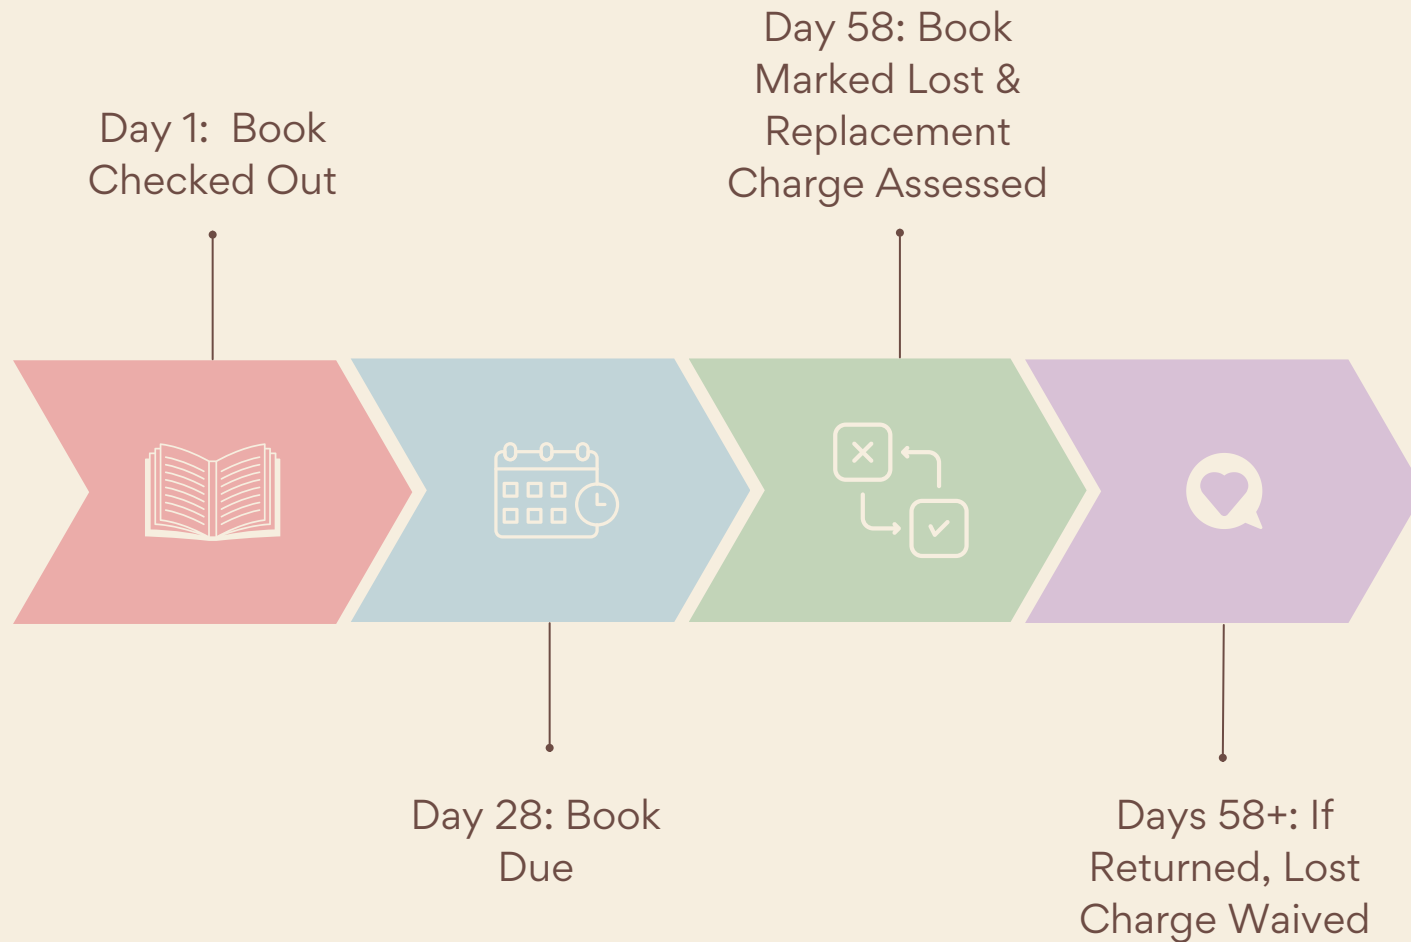 Day 1:  Book
Checked Out
Day 28: Book
Due
Day 58: Book
Marked Lost &
Replacement
Charge Assessed
Days 58+: If
Returned, Lost
Charge Waived